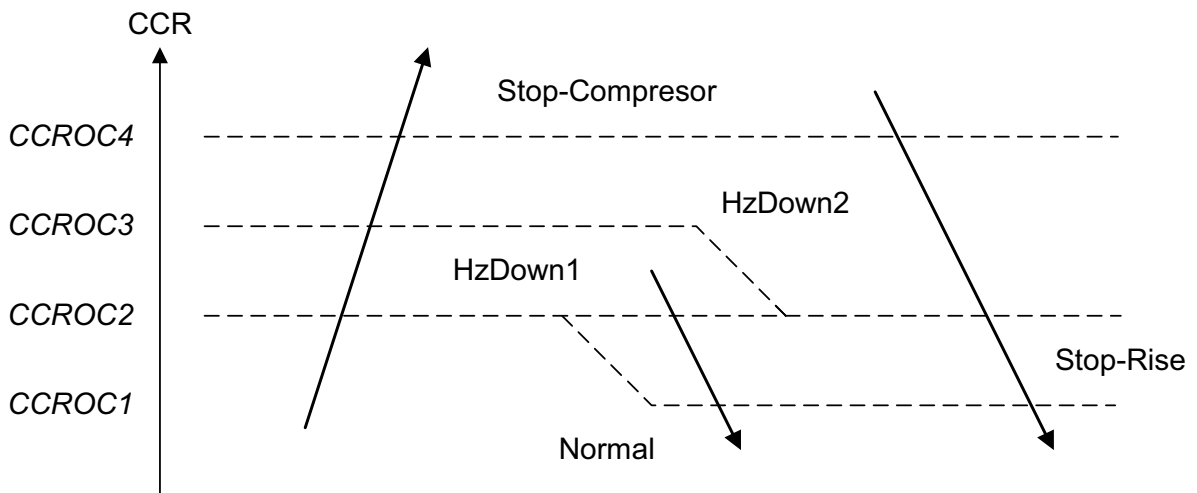 CCR
Stop-Compresor
CCROC4
HzDown2
CCROC3
HzDown1
CCROC2
Stop-Rise
CCROC1
Normal